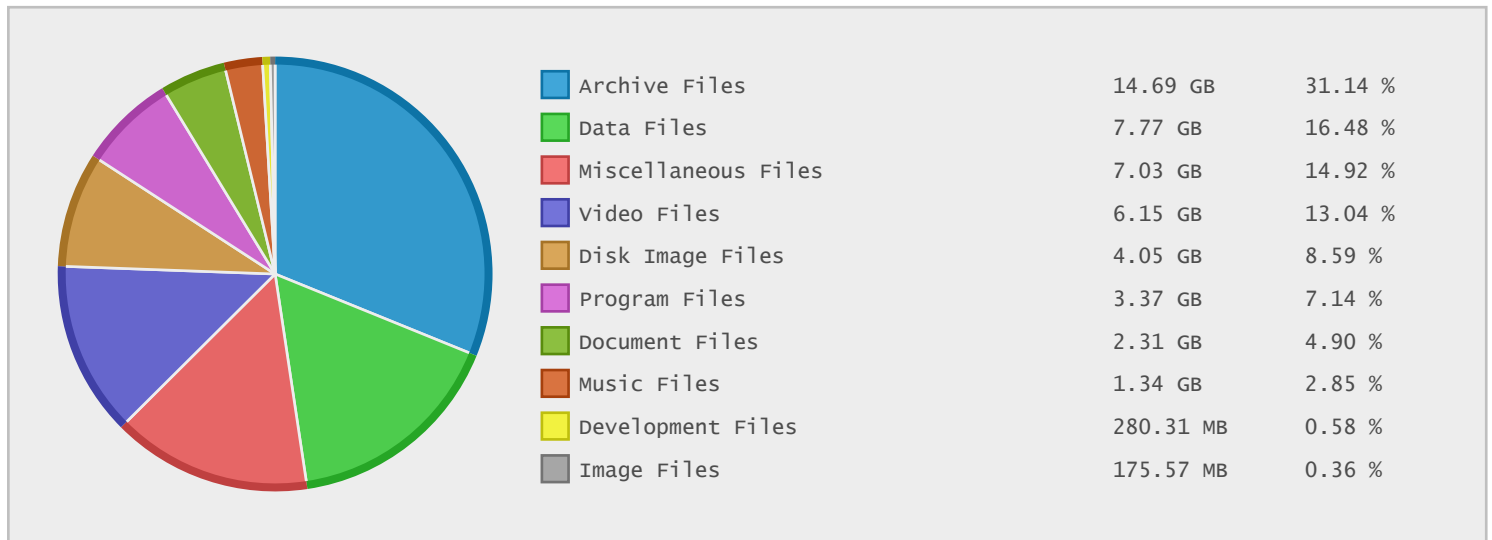 Archive Files 14.69 GB 31.14 %
Data Files 7.77 GB 16.48 %
Miscellaneous Files 7.03 GB 14.92 %
Video Files 6.15 GB 13.04 %
Disk Image Files 4.05 GB 8.59 %
Program Files 3.37 GB 7.14 %
Document Files 2.31 GB 4.90 %
Music Files 1.34 GB 2.85 %
Development Files 280.31 MB 0.58 %
Image Files 175.57 MB 0.36 %